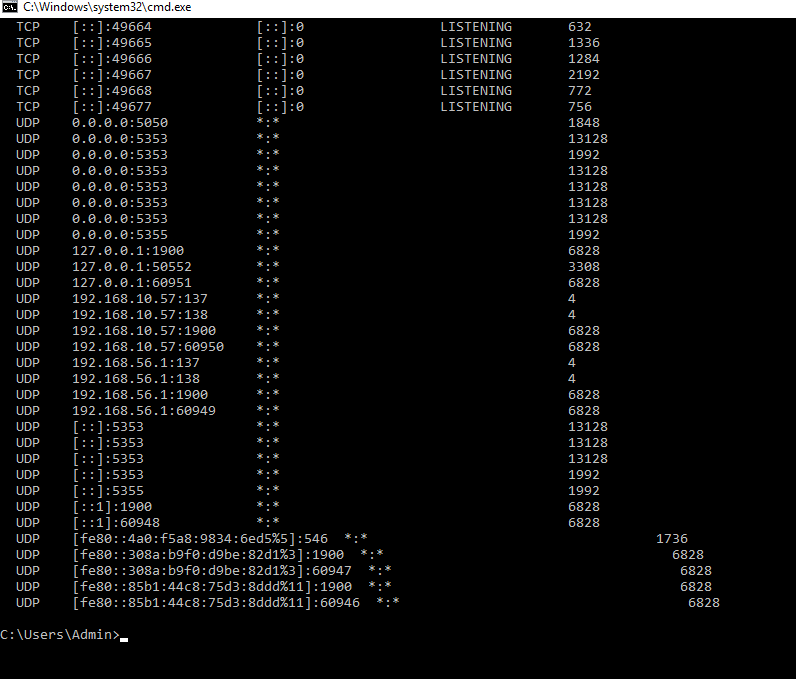 C:\Windows\system32\cmd.exe
TCP [::]:49664 [::]:0 LISTENING 632
TCP [::]:49665 [::]:0 LISTENING 1336
TCP [::]:49666 [::]:0 LISTENING 1284
TCP [::]:49667 [::]:0 LISTENING 2192
TCP [::]:49668 [::]:0 LISTENING 772
TCP [::]:49677 [::]:0 LISTENING 756
UDP 0.0.0.0:5050 *:* 1848
UDP 0.0.0.0:5353 *:* 13128
UDP 0.0.0.0:5353 *:* 1992
UDP 0.0.0.0:5353 *:* 13128
UDP 0.0.0.0:5353 *:* 13128
UDP 0.0.0.0:5353 *:* 13128
UDP 0.0.0.0:5353 *:* 13128
UDP 0.0.0.0:5355 *:* 1992
UDP 127.0.0.1:1900 *:* 6828
UDP 127.0.0.1:50552 *:* 3308
UDP 127.0.0.1:60951 *:* 6828
UDP 192.168.10.57:137 *:* 4
UDP 192.168.10.57:138 *:* 4
UDP 192.168.10.57:1900 *:* 6828
UDP 192.168.10.57:60950 *:* 6828
UDP 192.168.56.1:137 *:* 4
UDP 192.168.56.1:138 *:* 4
UDP 192.168.56.1:1900 *:* 6828
UDP 192.168.56.1:60949 *:* 6828
UDP [::]:5353 *:* 13128
UDP [::]:5353 *:* 13128
UDP [::]:5353 *:* 13128
UDP [::]:5353 *:* 1992
UDP [::]:5355 *:* 1992
UDP [::1]:1900 *:* 6828
UDP [::1]:60948 *:* 6828
UDP [fe80::4a0:f5a8:9834:6ed5%5]:546 *:* 1736
UDP [fe80::308a:b9f0:d9be:82d1%3]:1900 *:* 6828
UDP [fe80::308a:b9f0:d9be:82d1%3]:60947 *:* 6828
UDP [fe80::85b1:44c8:75d3:8ddd%11]:1900 *:* 6828
UDP [fe80::85b1:44c8:75d3:8ddd%11]:60946 *:* 6828
C:\Users\Admin>